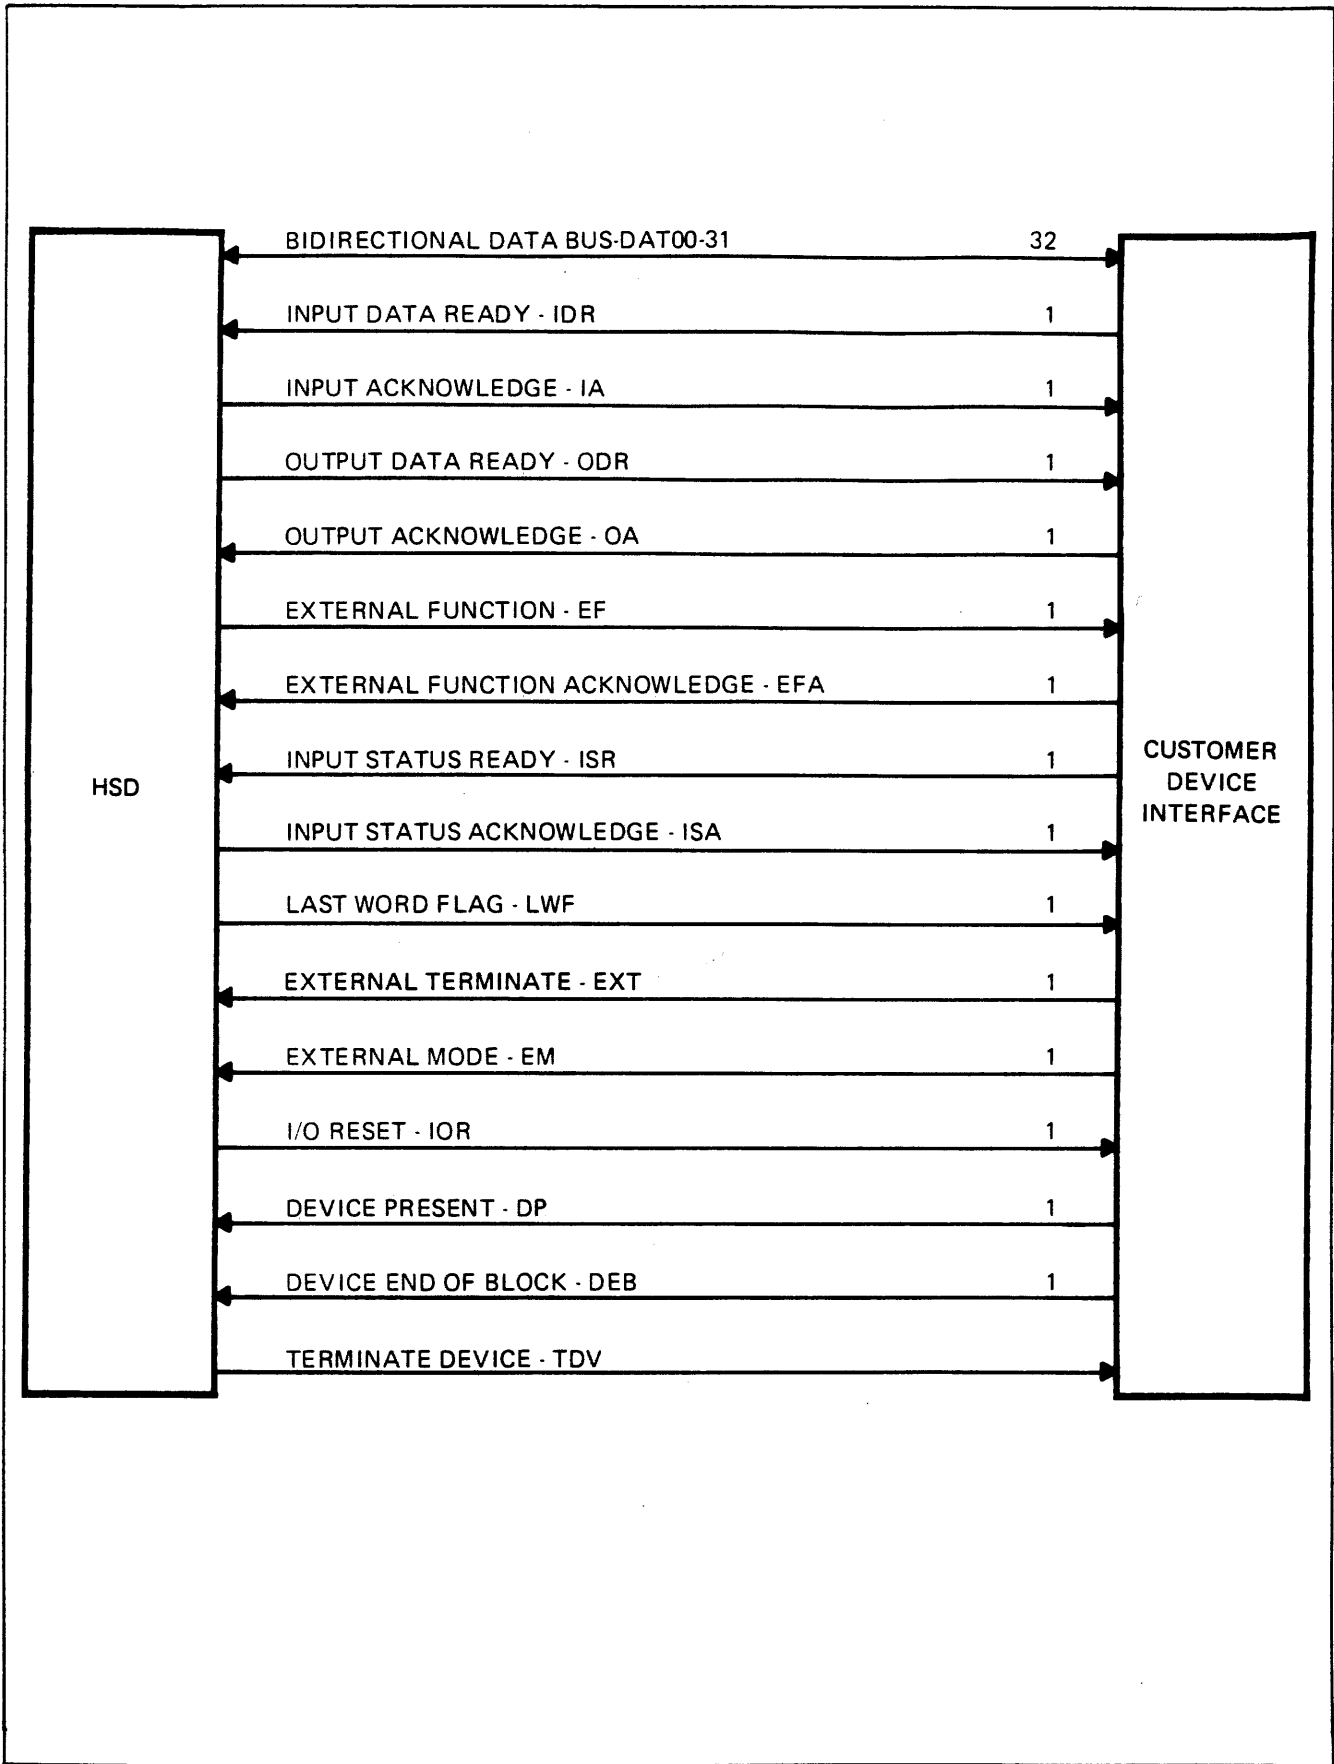 BIDIRECTIONAL DATA BUS-DAT00-31 32
INPUT DATA READY - IDR 1
INPUT ACKNOWLEDGE - IA 1
OUTPUT DATA READY - ODR 1
OUTPUT ACKNOWLEDGE - OA 1
EXTERNAL FUNCTION - EF 1
EXTERNAL FUNCTION ACKNOWLEDGE - EFA 1
INPUT STATUS READY - ISR 1
HSD
CUSTOMER
DEVICE
INTERFACE
INPUT STATUS ACKNOWLEDGE - ISA 1
LAST WORD FLAG - LWF 1
EXTERNAL TERMINATE - EXT 1
EXTERNAL MODE - EM 1
I/O RESET - IOR 1
DEVICE PRESENT - DP 1
DEVICE END OF BLOCK - DEB 1
TERMINATE DEVICE - TDV